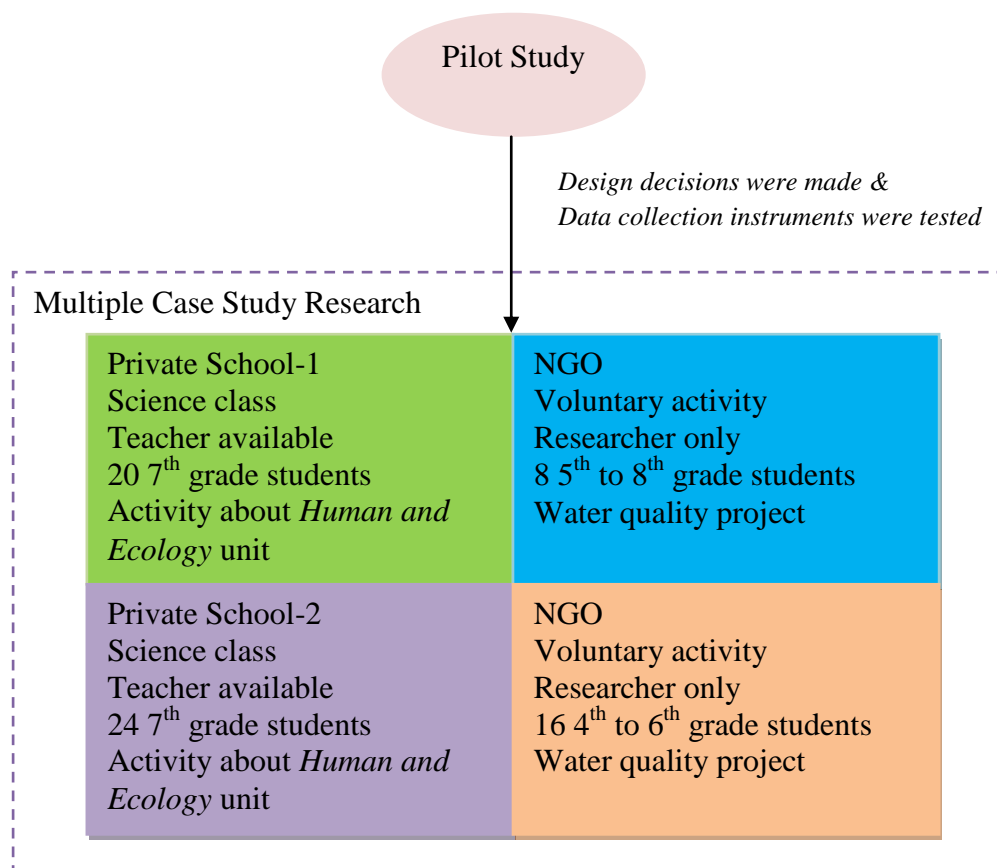 Pilot Study
Design decisions were made &
Data collection instruments were tested
Multiple Case Study Research
Private School-1
Science class
Teacher available
20 7th grade students
Activity about Human and
Ecology unit
NGO
Voluntary activity
Researcher only
8 5th to 8th grade students
Water quality project
Private School-2
Science class
Teacher available
24 7th grade students
Activity about Human and
Ecology unit
NGO
Voluntary activity
Researcher only
16 4th to 6th grade students
Water quality project